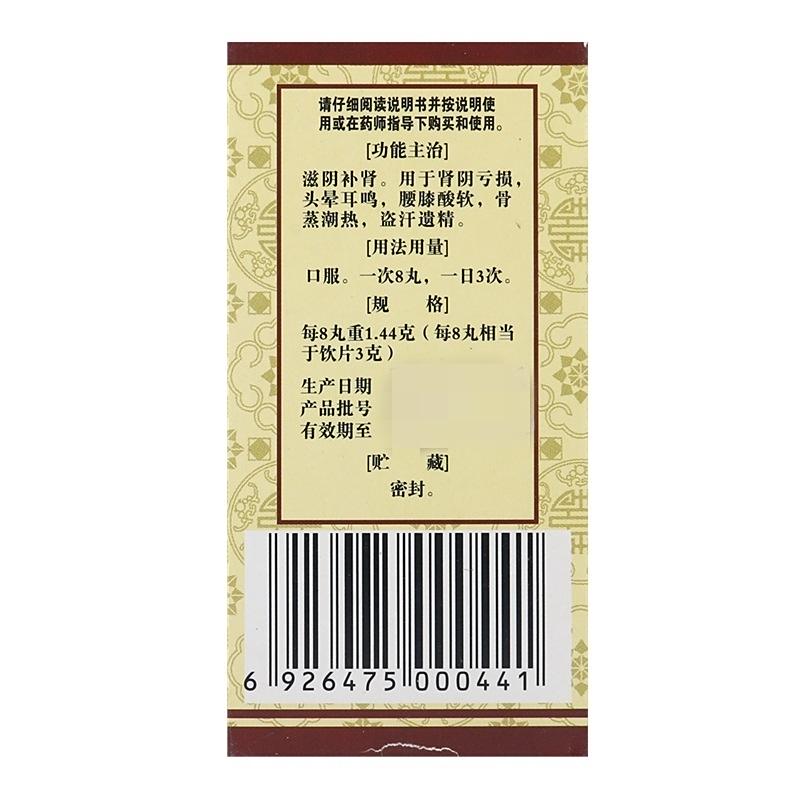 请仔细阅读说明书并按说明使
用或在药师指导下购买和使用。
[功能主治]
滋阴补肾。用于肾阴亏损，
头晕耳鸣，腰膝酸软，骨
蒸潮热，盗汗遗精。
[用法用量]
口服。一次8丸，一日3次。
[规　格]
每8丸重1.44克（每8丸相当
于饮片3克）
生产日期
产品批号
有效期至
[贮　藏]
密封。
6 926475 000441